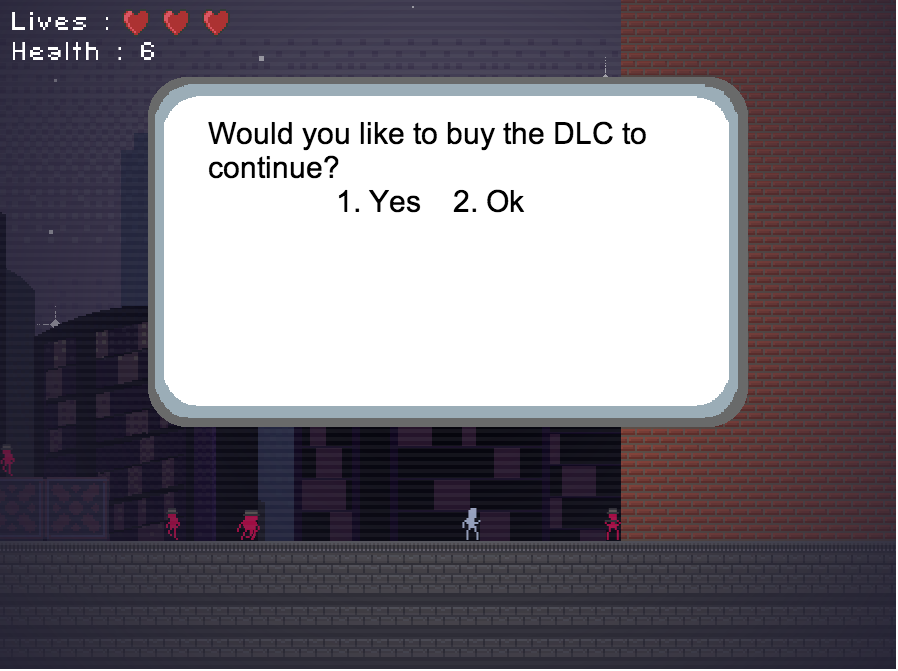 Lives :
Health : 6
Would you like to buy the DLC to
continue?
1. Yes 2. Ok